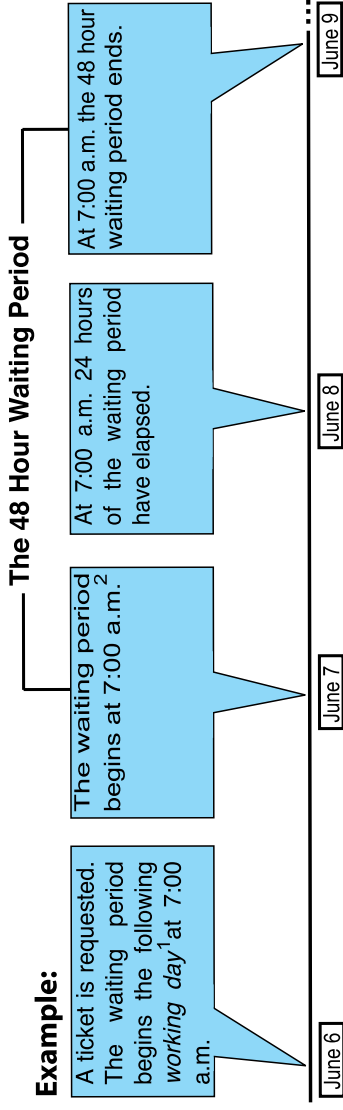 The 48 Hour Waiting Period
Example:
A ticket is requested.
The waiting period
begins the following
working day¹ at 7:00
a.m.
The waiting period
begins at 7:00 a.m.²
At 7:00 a.m. 24 hours
of the waiting period
have elapsed.
At 7:00 a.m. the 48 hour
waiting period ends.
June 6
June 7
June 8
June 9